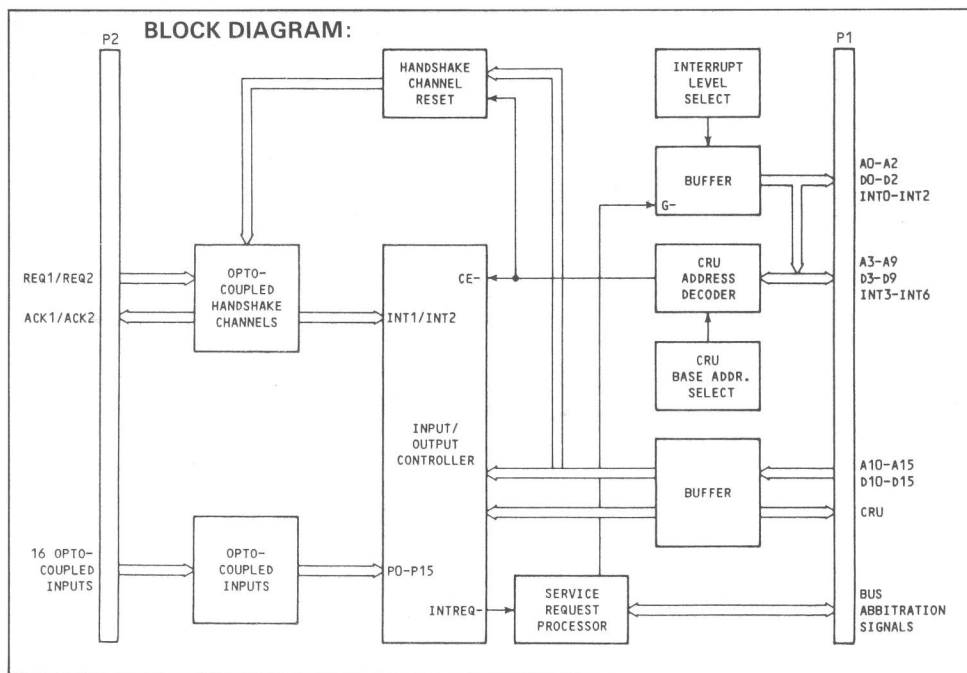 BLOCK DIAGRAM:
P2
P1
HANDSHAKE
CHANNEL
RESET
INTERRUPT
LEVEL
SELECT
BUFFER
G-
A0-A2
D0-D2
INT0-INT2
REQ1/REQ2
ACK1/ACK2
OPTO-
COUPLED
HANDSHAKE
CHANNELS
CE-
INT1/INT2
CRU
ADDRESS
DECODER
A3-A9
D3-D9
INT3-INT6
CRU
BASE ADDR.
SELECT
INPUT/
OUTPUT
CONTROLLER
BUFFER
A10-A15
D10-D15
CRU
16 OPTO-
COUPLED
INPUTS
OPTO-
COUPLED
INPUTS
P0-P15
INTREQ-
SERVICE
REQUEST
PROCESSOR
BUS
ABBITRATION
SIGNALS